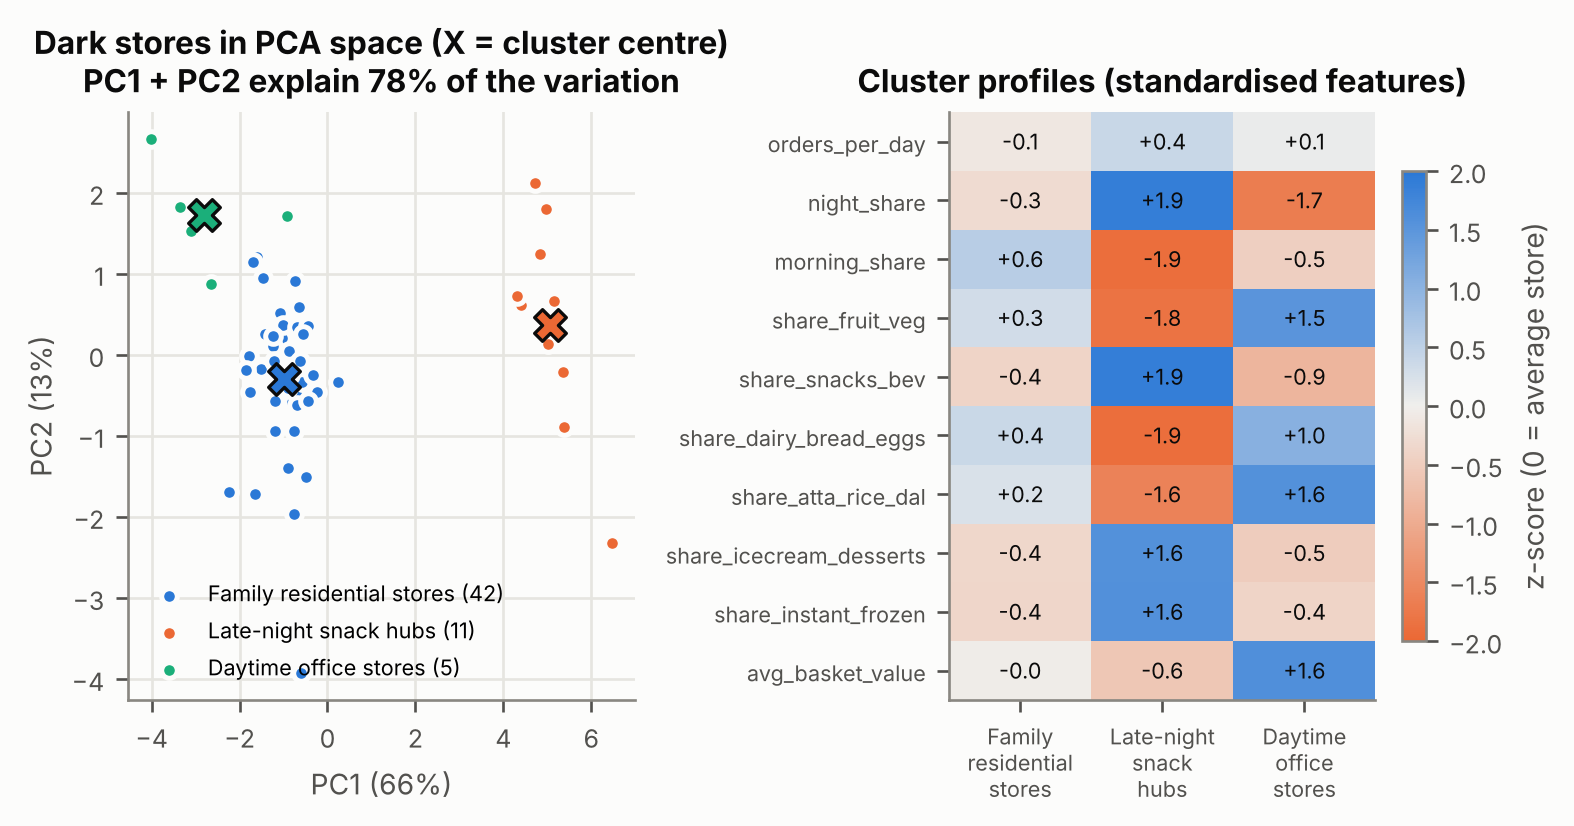 Dark stores in PCA space (X = cluster centre)
PC1 + PC2 explain 78% of the variation
2
1
0
−1
−2
−3
−4
PC2 (13%)
Family residential stores (42)
Late-night snack hubs (11)
Daytime office stores (5)
−4 −2 0 2 4 6
PC1 (66%)
Cluster profiles (standardised features)
orders_per_day -0.1 +0.4 +0.1
night_share -0.3 +1.9 -1.7
morning_share +0.6 -1.9 -0.5
share_fruit_veg +0.3 -1.8 +1.5
share_snacks_bev -0.4 +1.9 -0.9
share_dairy_bread_eggs +0.4 -1.9 +1.0
share_atta_rice_dal +0.2 -1.6 +1.6
share_icecream_desserts -0.4 +1.6 -0.5
share_instant_frozen -0.4 +1.6 -0.4
avg_basket_value -0.0 -0.6 +1.6
Family
residential
stores
Late-night
snack
hubs
Daytime
office
stores
2.0
1.5
1.0
0.5
0.0
−0.5
−1.0
−1.5
−2.0
z-score (0 = average store)